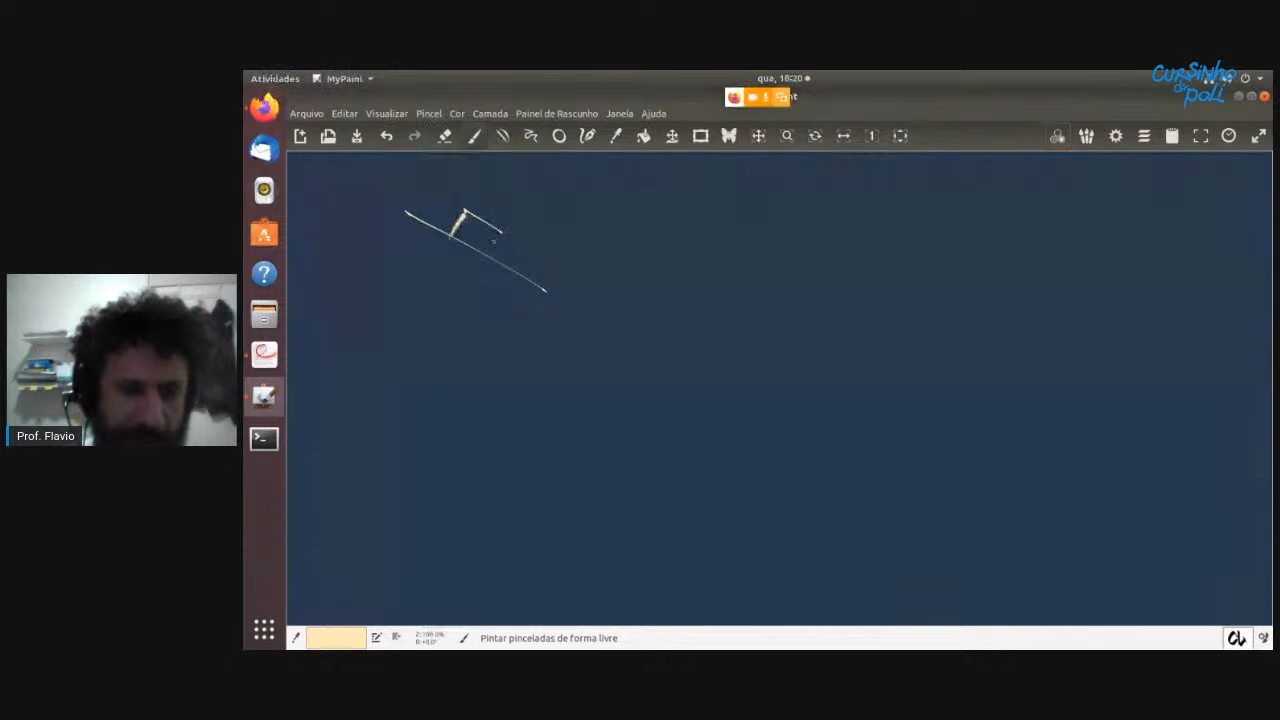 Atividades MyPaint qua, 18:20
CURSINHO
da
POLI
Arquivo Editar Visualizar Pincel Cor Camada Painel de Rascunho Janela Ajuda
1
Prof. Flavio
Pintar pinceladas de forma livre